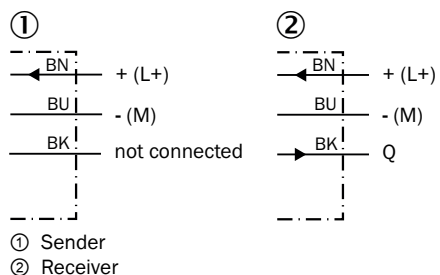 ①
BN + (L+)
BU - (M)
BK not connected
②
BN + (L+)
BU - (M)
BK Q
① Sender
② Receiver